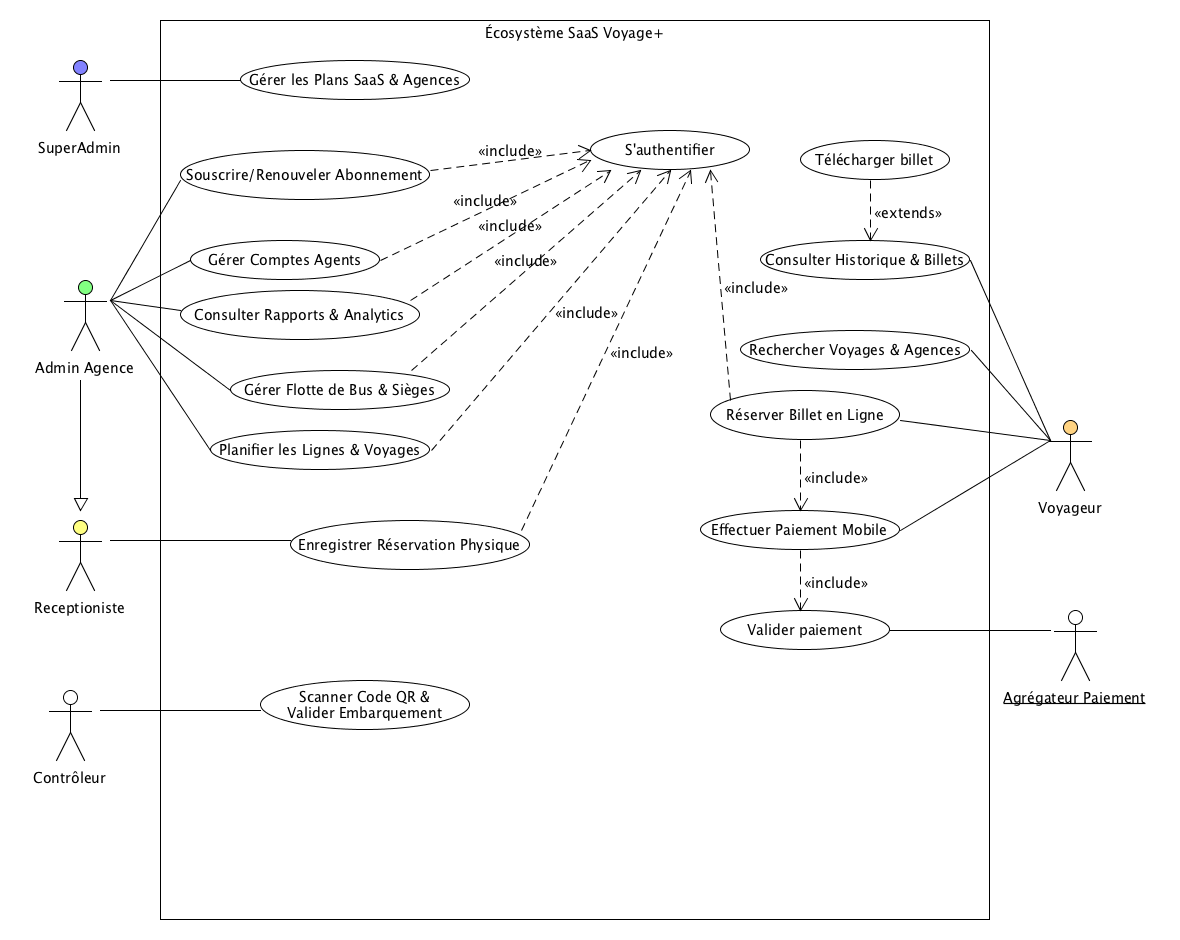 Écosystème SaaS Voyage+
Gérer les Plans SaaS & Agences
SuperAdmin
S'authentifier
«include»
Télécharger billet
Souscrire/Renouveler Abonnement
«include»
«extends»
«include»
Gérer Comptes Agents
«include»
Consulter Historique & Billets
«include»
Consulter Rapports & Analytics
«include»
Rechercher Voyages & Agences
«include»
Admin Agence
Gérer Flotte de Bus & Sièges
Réserver Billet en Ligne
Planifier les Lignes & Voyages
«include»
Voyageur
Effectuer Paiement Mobile
Enregistrer Réservation Physique
«include»
Receptioniste
Valider paiement
Agrégateur Paiement
Scanner Code QR &
Valider Embarquement
Contrôleur